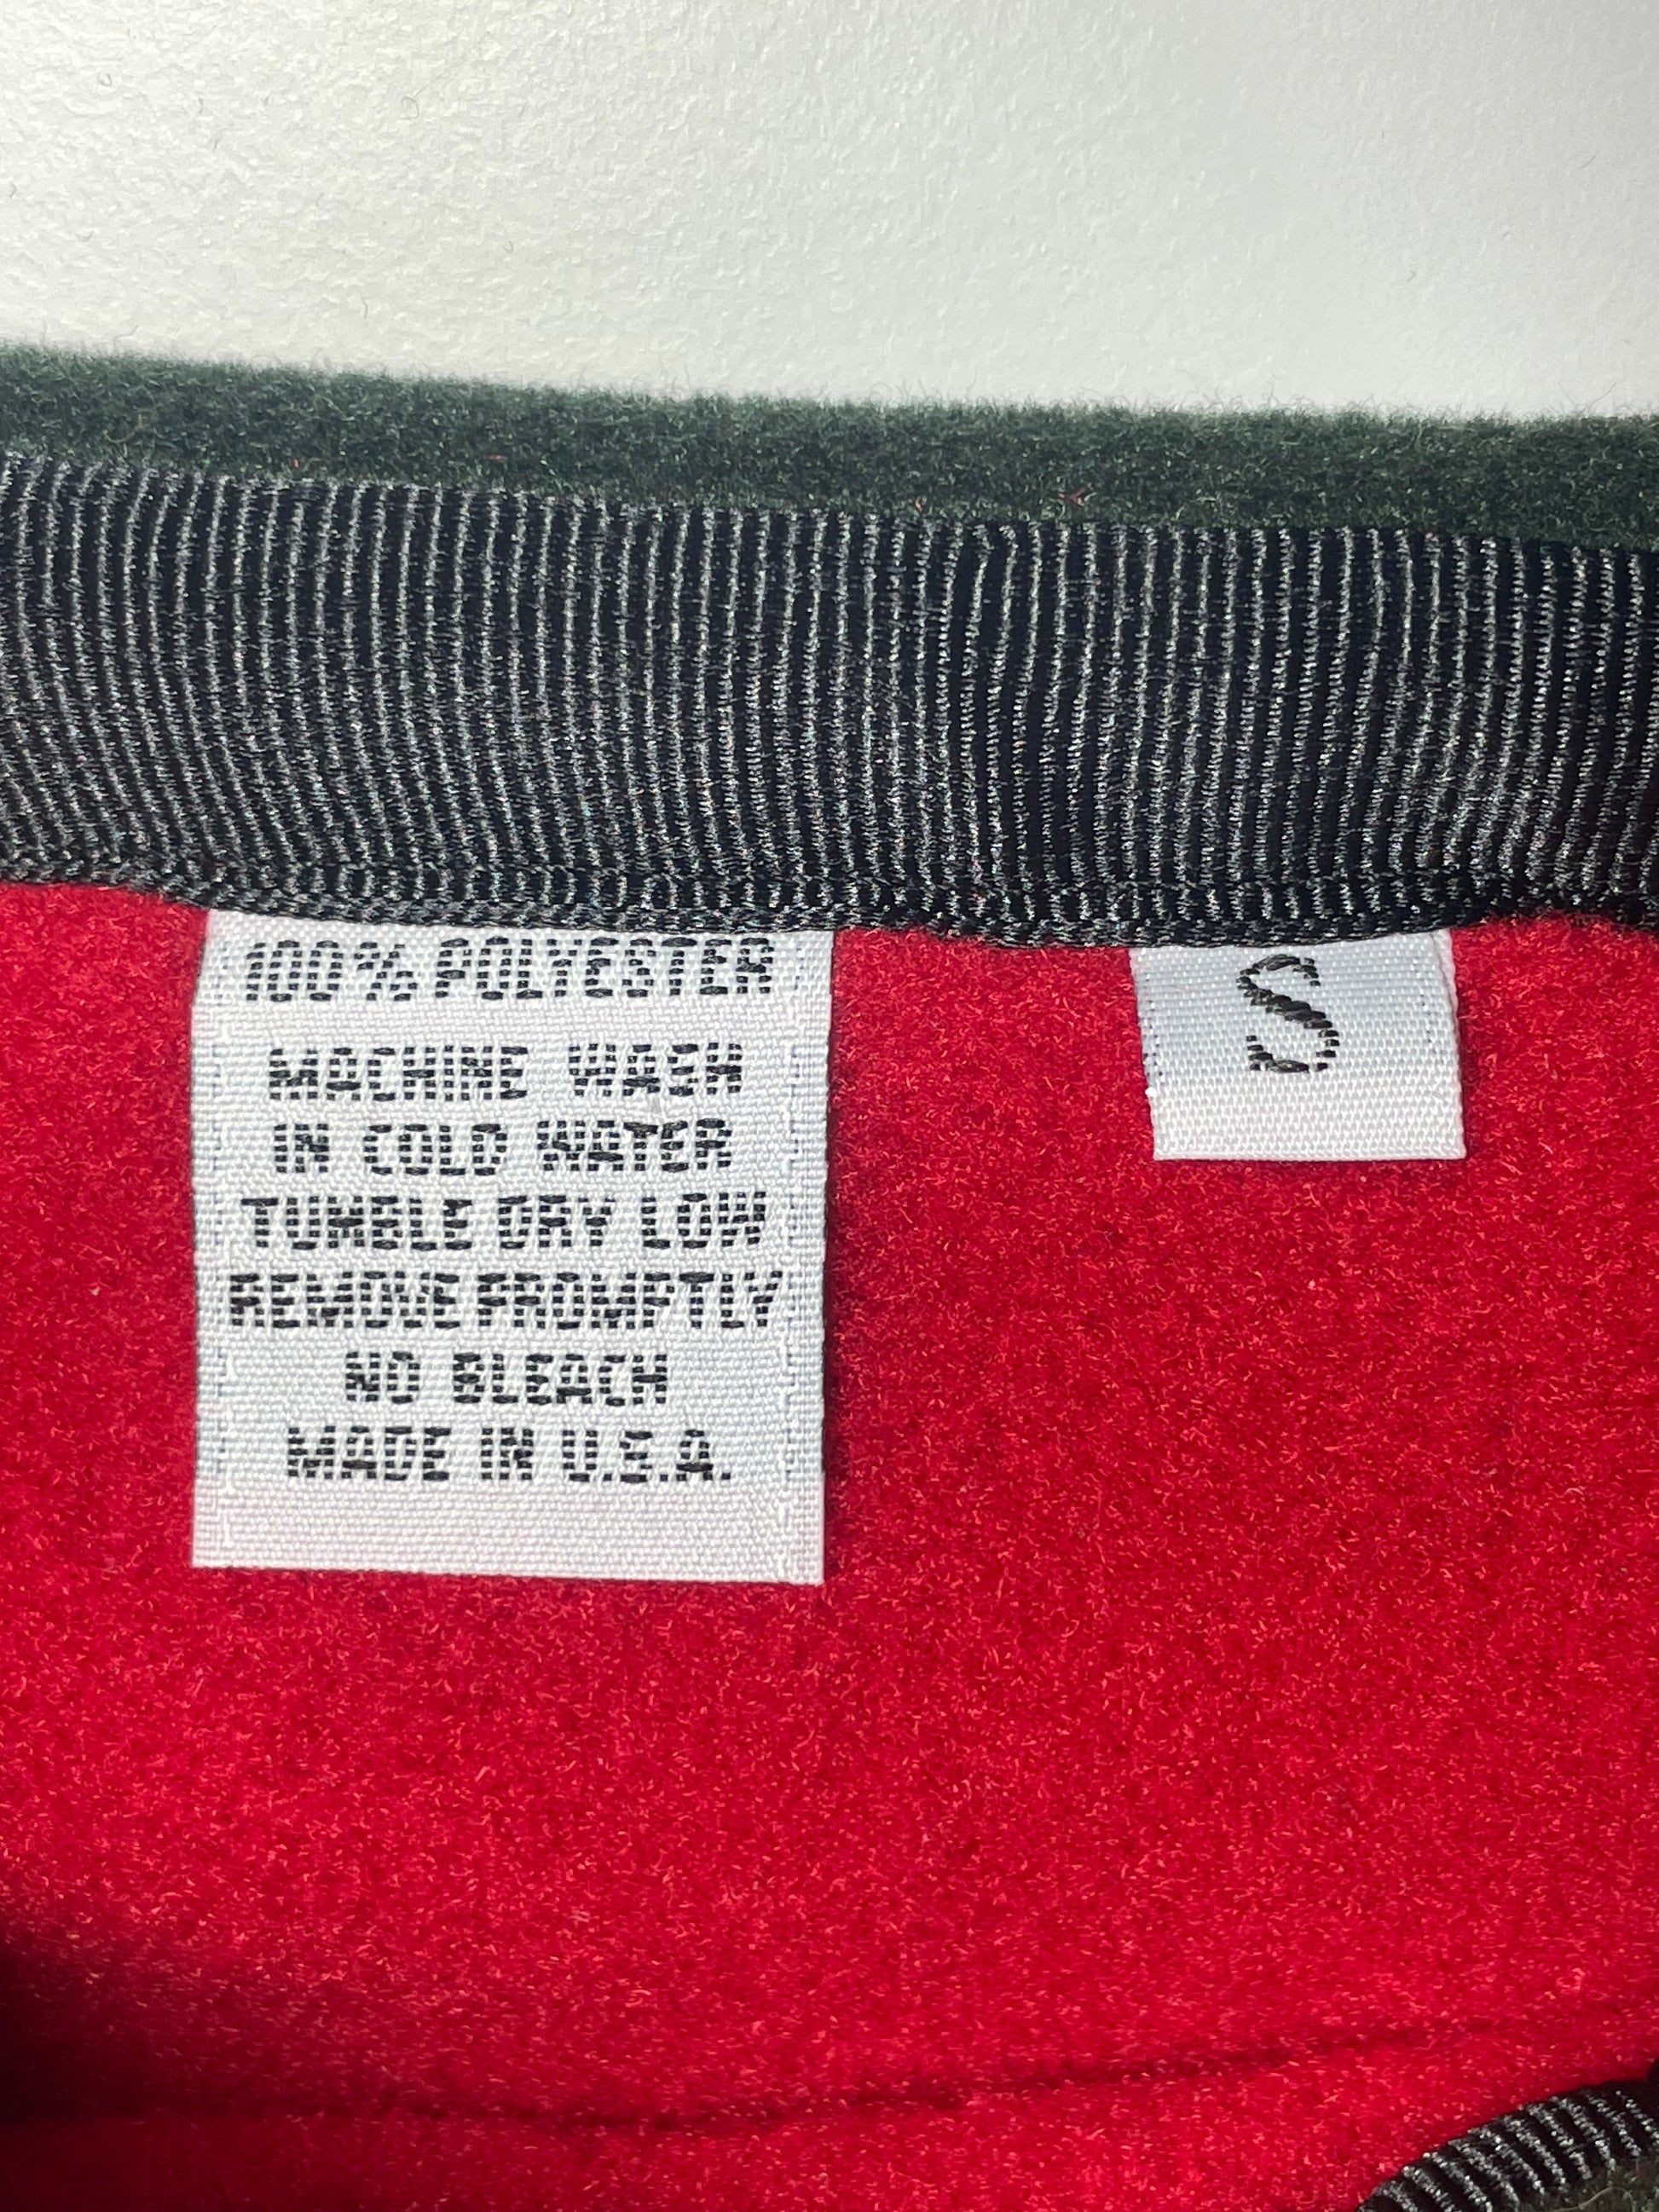 100% POLYESTER
MACHINE WASH
IN COLD WATER
TUMBLE DRY LOW
REMOVE PROMPTLY
NO BLEACH
MADE IN U.S.A.
S